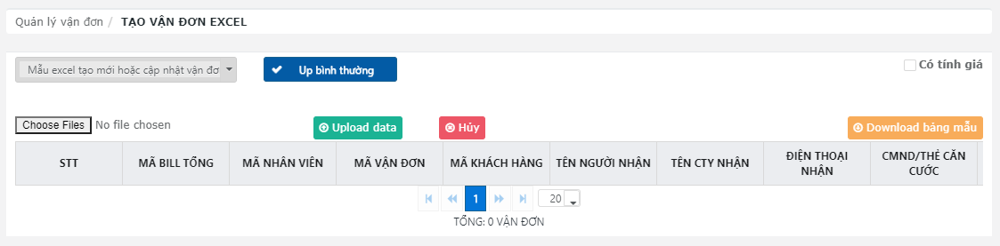 Quản lý vận đơn / TẠO VẬN ĐƠN EXCEL
Mẫu excel tạo mới hoặc cập nhật vận đơ
Up bình thường
Có tính giá
Choose Files No file chosen
Upload data
Hủy
Download bảng mẫu
STT MÃ BILL TỔNG MÃ NHÂN VIÊN MÃ VẬN ĐƠN MÃ KHÁCH HÀNG TÊN NGƯỜI NHẬN TÊN CTY NHẬN ĐIỆN THOẠI NHẬN CMND/THẺ CĂN CƯỚC
1 20
TỔNG: 0 VẬN ĐƠN